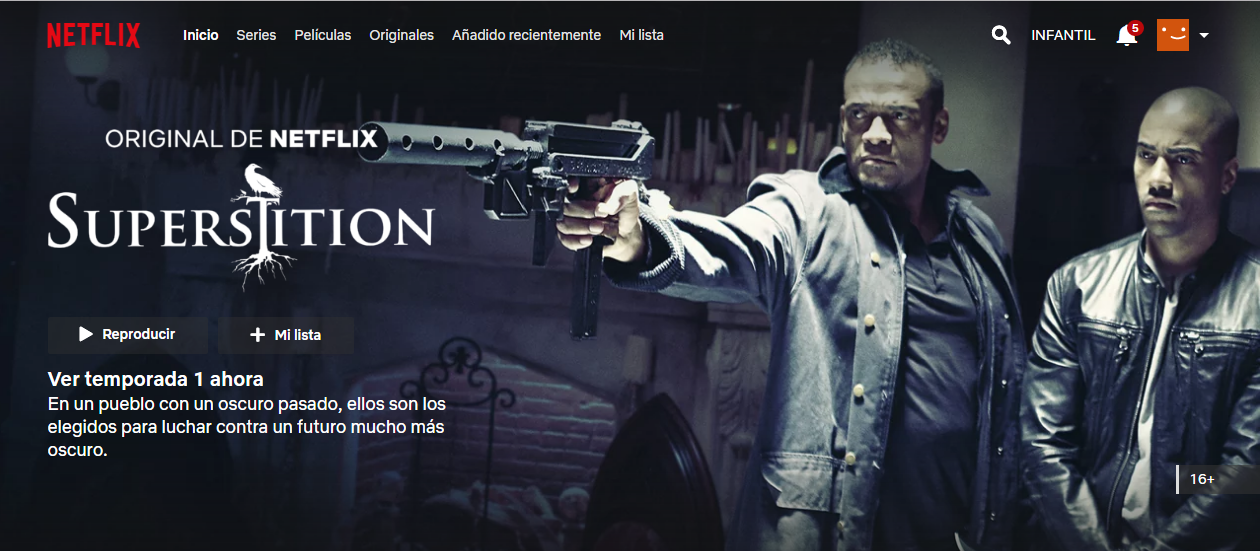 NETFLIX Inicio Series Películas Originales Añadido recientemente Mi lista INFANTIL 5
ORIGINAL DE NETFLIX
SUPERSTITION
Reproducir Mi lista
Ver temporada 1 ahora
En un pueblo con un oscuro pasado, ellos son los
elegidos para luchar contra un futuro mucho más
oscuro.
16+